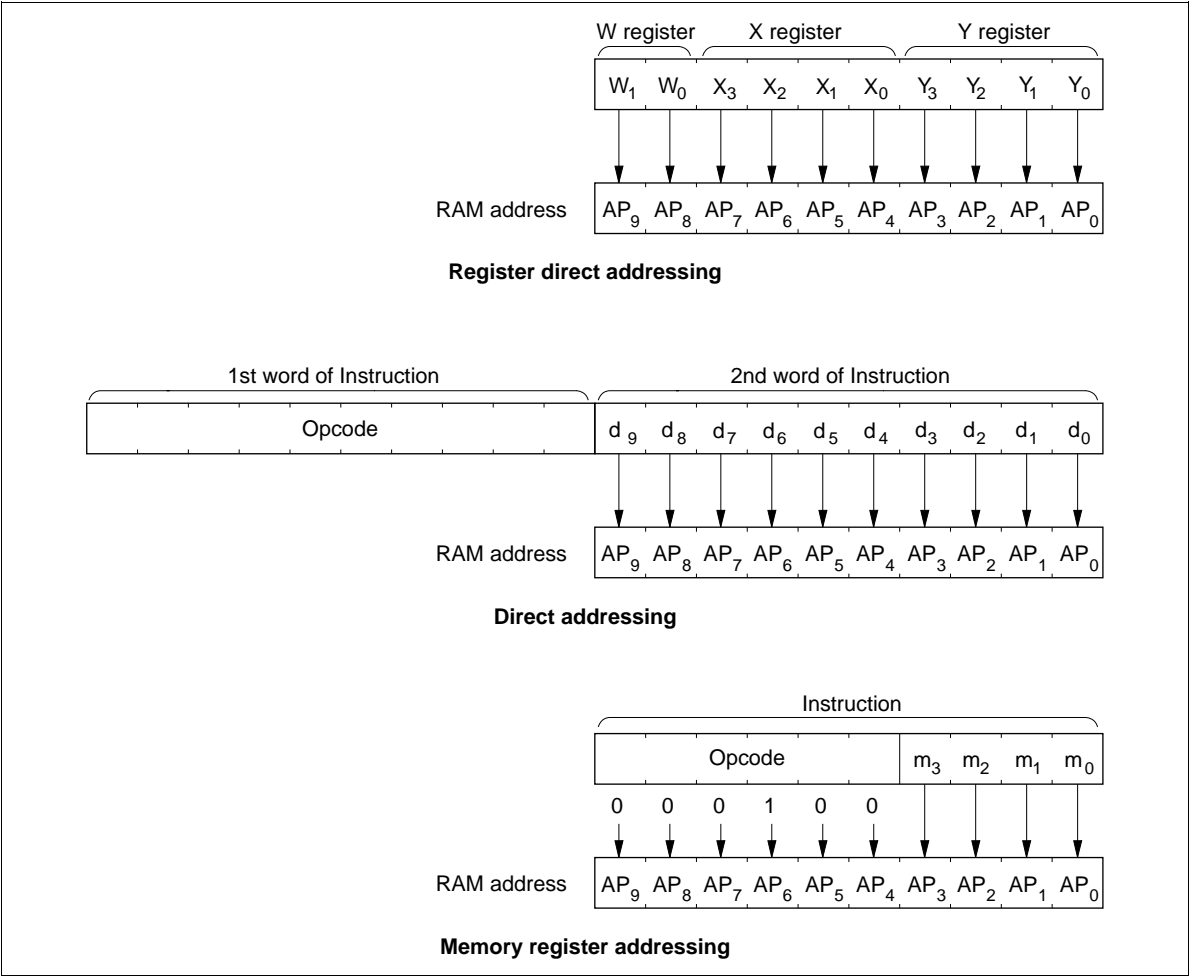 W register X register Y register
W1 W0 X3 X2 X1 X0 Y3 Y2 Y1 Y0
RAM address AP9 AP8 AP7 AP6 AP5 AP4 AP3 AP2 AP1 AP0
Register direct addressing
1st word of Instruction 2nd word of Instruction
Opcode d9 d8 d7 d6 d5 d4 d3 d2 d1 d0
RAM address AP9 AP8 AP7 AP6 AP5 AP4 AP3 AP2 AP1 AP0
Direct addressing
Instruction
Opcode m3 m2 m1 m0
0 0 0 1 0 0
RAM address AP9 AP8 AP7 AP6 AP5 AP4 AP3 AP2 AP1 AP0
Memory register addressing